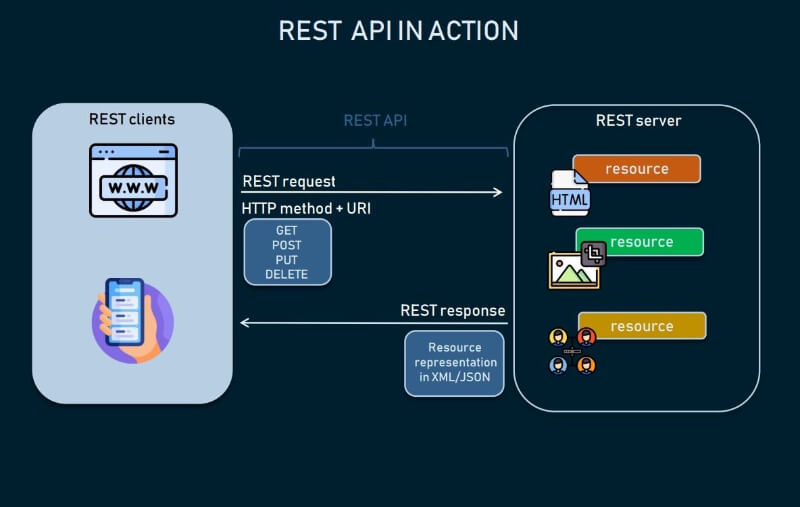 REST API IN ACTION
REST clients
W.W.W
REST API
REST request
HTTP method + URI
GET
POST
PUT
DELETE
REST response
Resource
representation
in XML/JSON
REST server
resource
HTML
resource
resource